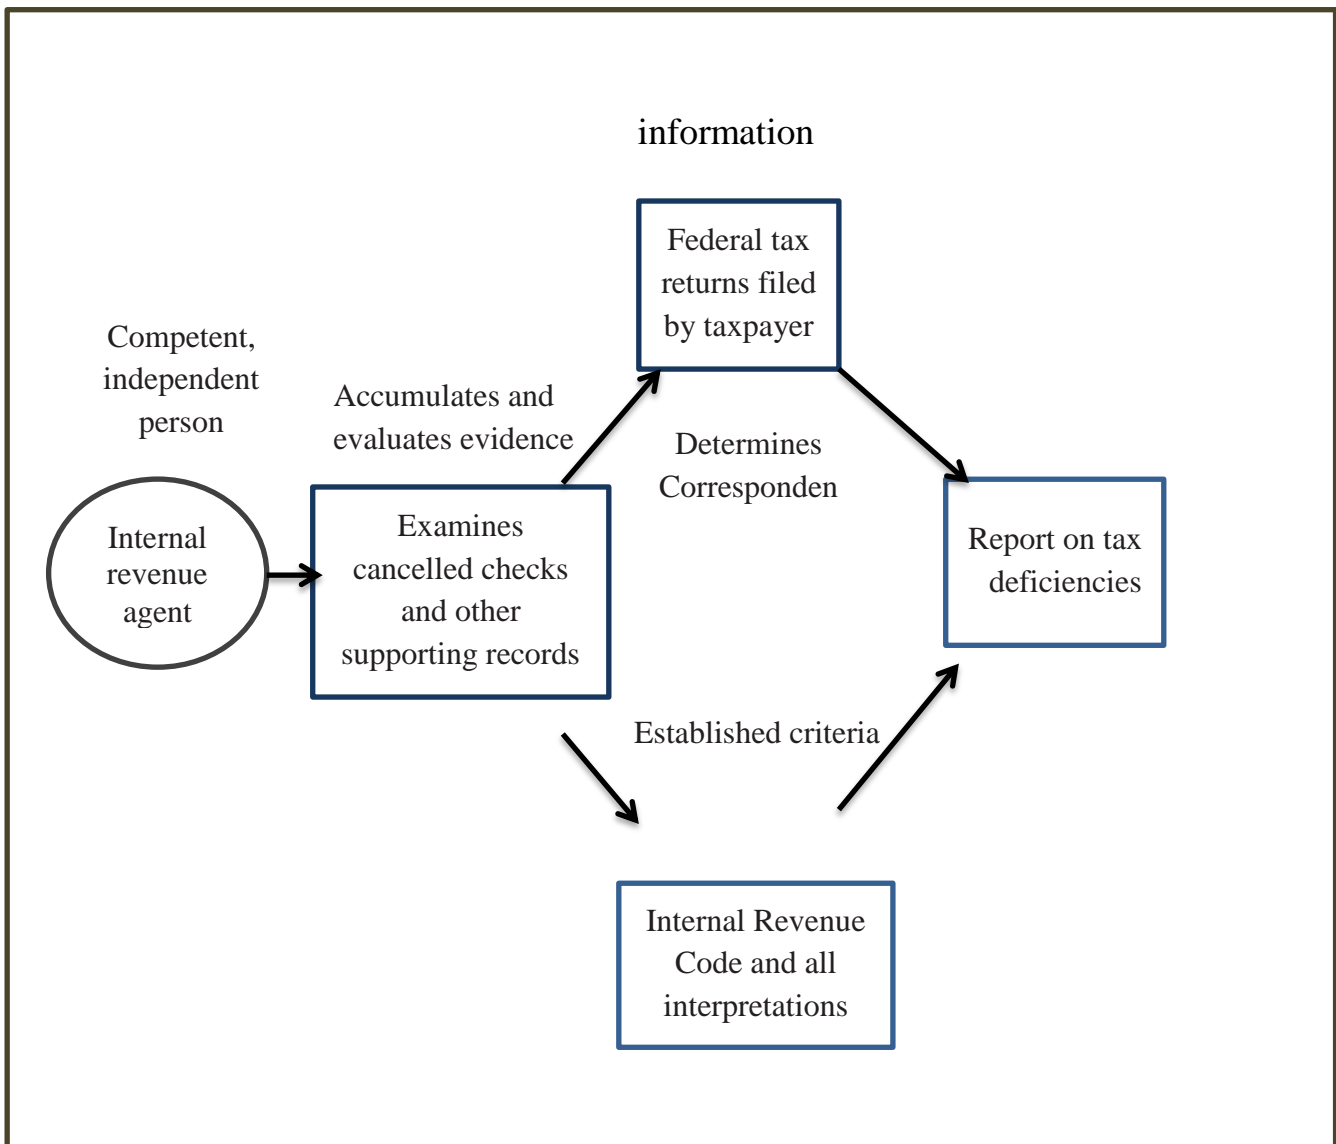 information
Federal tax
returns filed
by taxpayer
Competent,
independent
person
Accumulates and
evaluates evidence
Determines
Corresponden
Internal
revenue
agent
Examines
cancelled checks
and other
supporting records
Report on tax
deficiencies
Established criteria
Internal Revenue
Code and all
interpretations